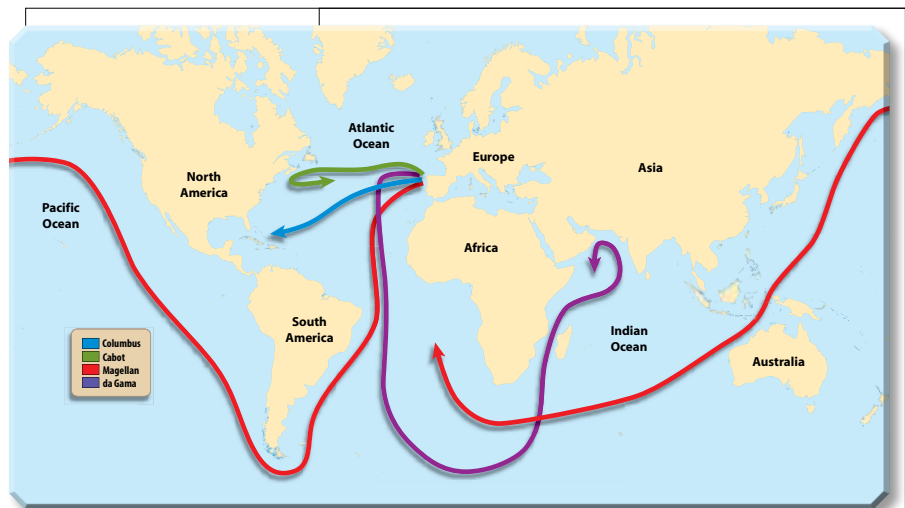 Atlantic
Ocean
Europe
Asia
North
America
Pacific
Ocean
Africa
South
America
Indian
Ocean
Australia
Columbus
Cabot
Magellan
da Gama